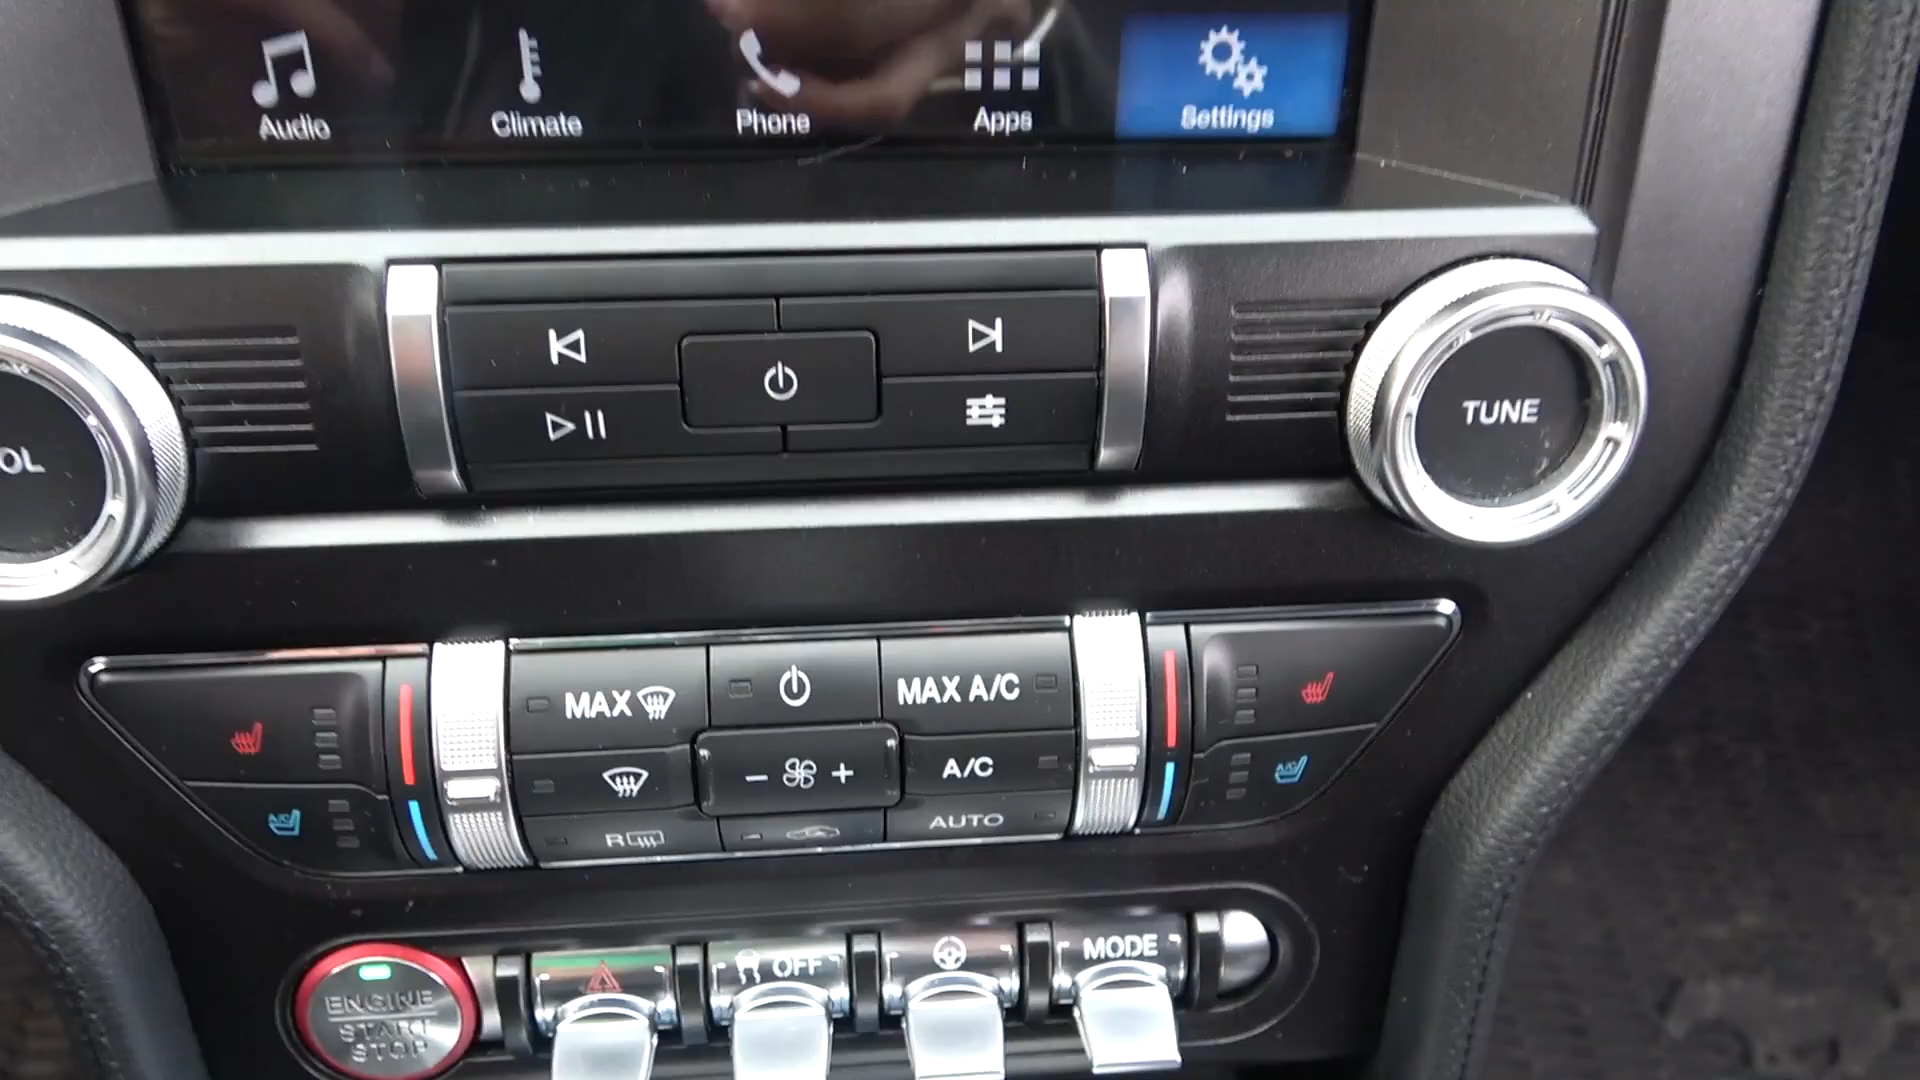 Audio
Climate
Phone
Apps
Settings
OL
TUNE
MAX
MAX A/C
A/C
A/C
A/C
R
AUTO
OFF
MODE
ENGINE
START
STOP